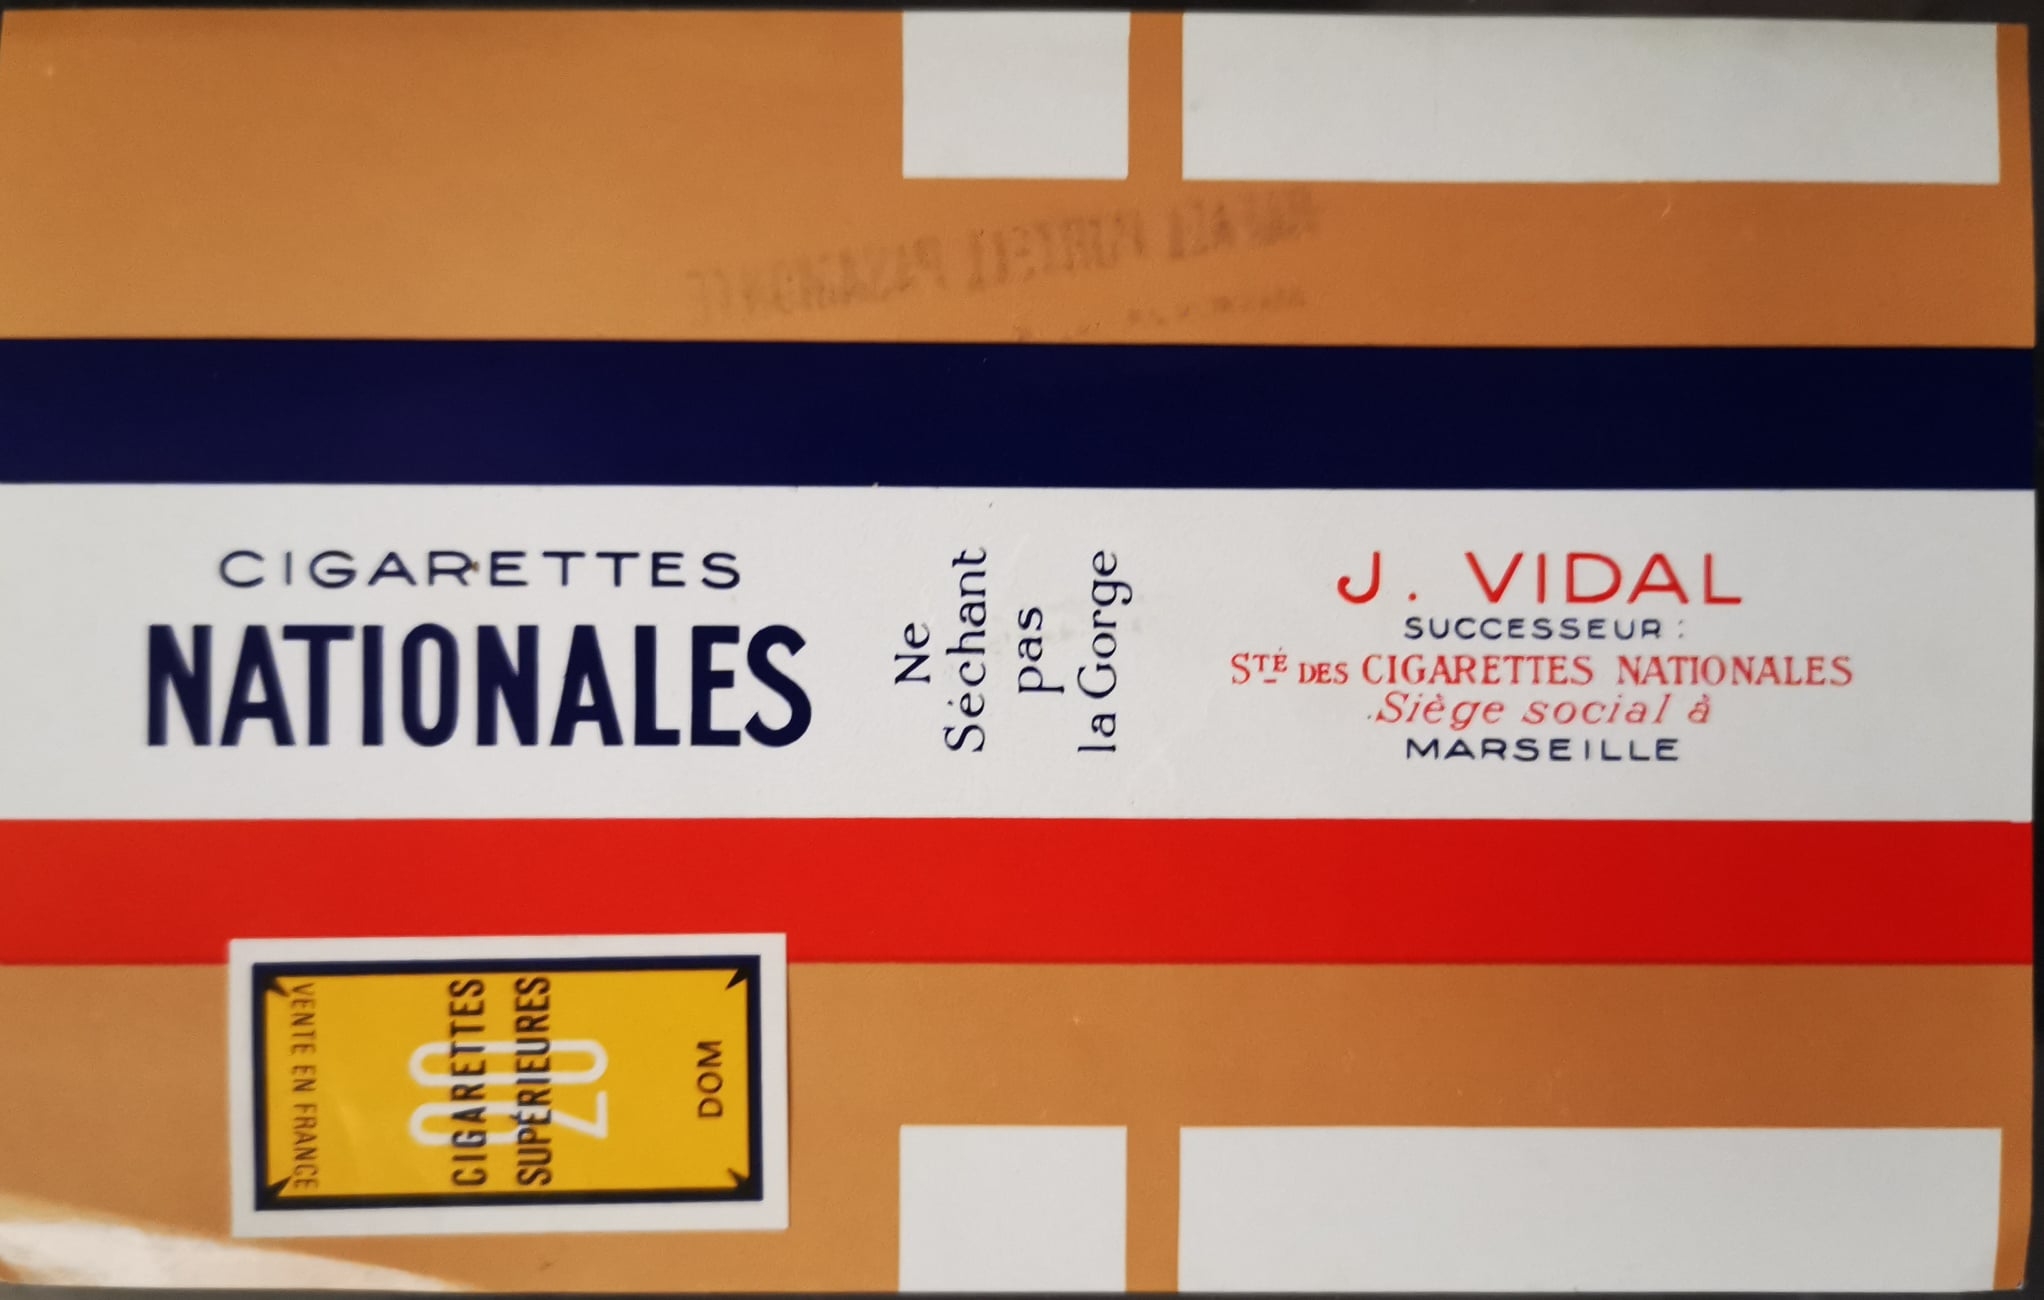 CIGARETTES
NATIONALES
Ne
Séchant
pas
la Gorge
J. VIDAL
SUCCESSEUR :
STÉ DES CIGARETTES NATIONALES
Siège social à
MARSEILLE
VENTE EN FRANCE
CIGARETTES
SUPÉRIEURES
DOM